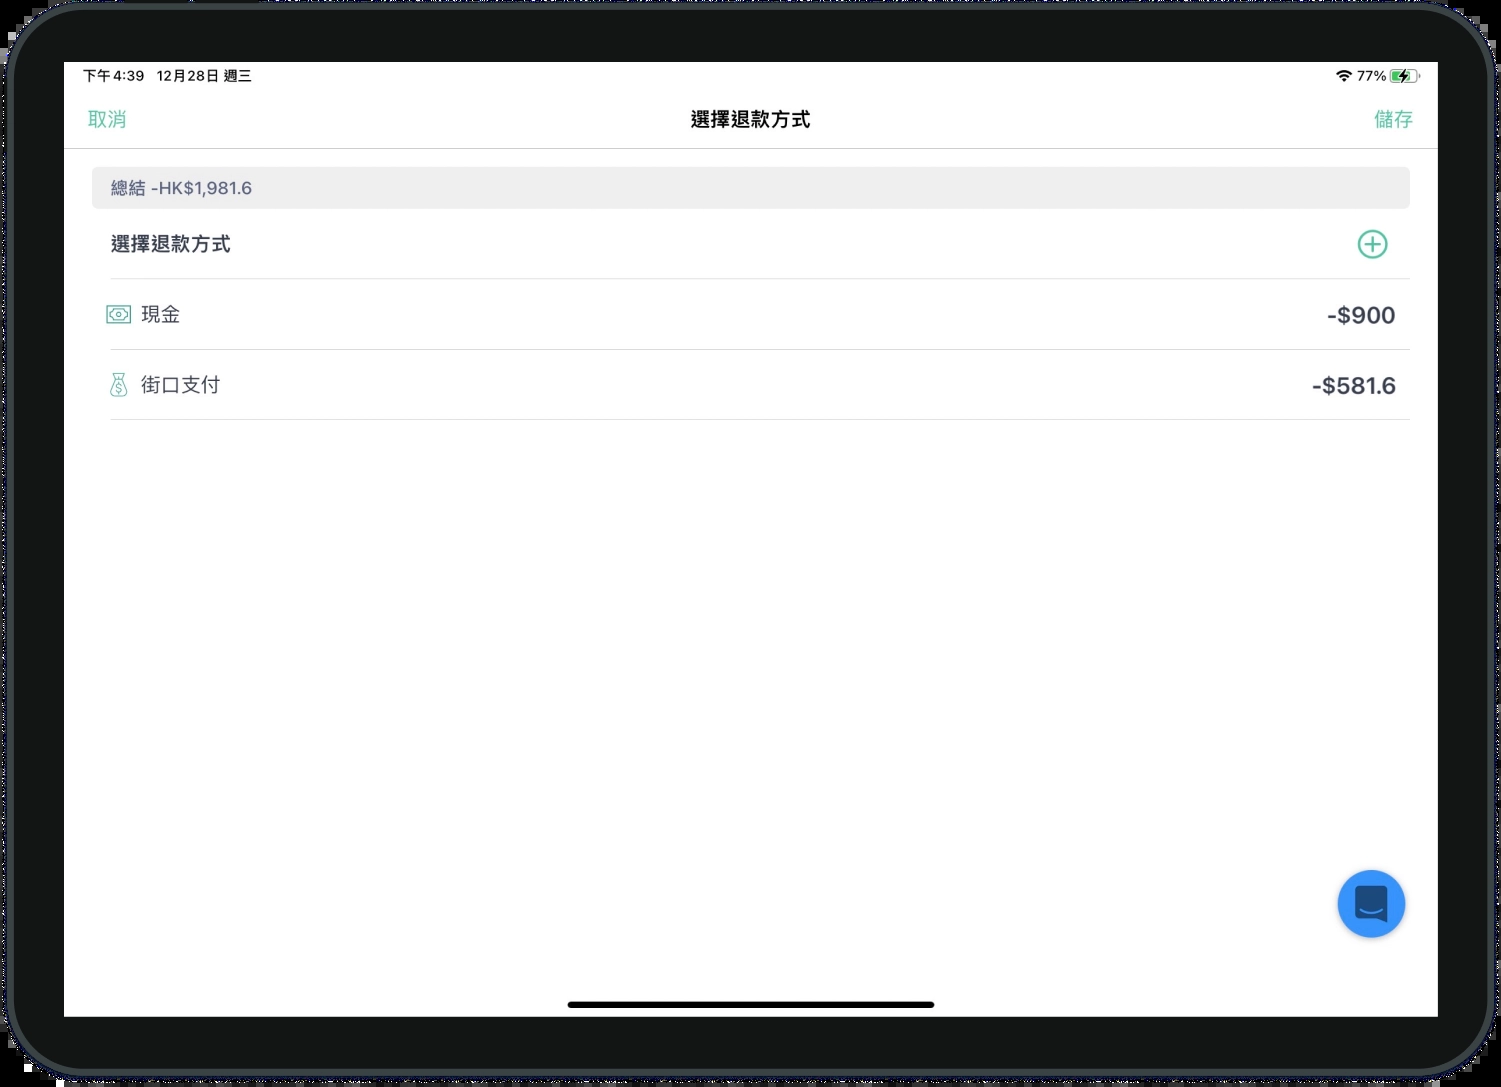 下午4:39 12月28日 週三 77%
取消 選擇退款方式 儲存
總結 -HK$1,981.6
選擇退款方式
現金 -$900
街口支付 -$581.6